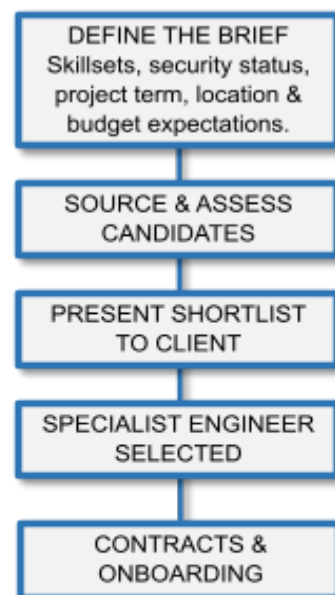 DEFINE THE BRIEF
Skillsets, security status,
project term, location &
budget expectations.
SOURCE & ASSESS
CANDIDATES
PRESENT SHORTLIST
TO CLIENT
SPECIALIST ENGINEER
SELECTED
CONTRACTS &
ONBOARDING